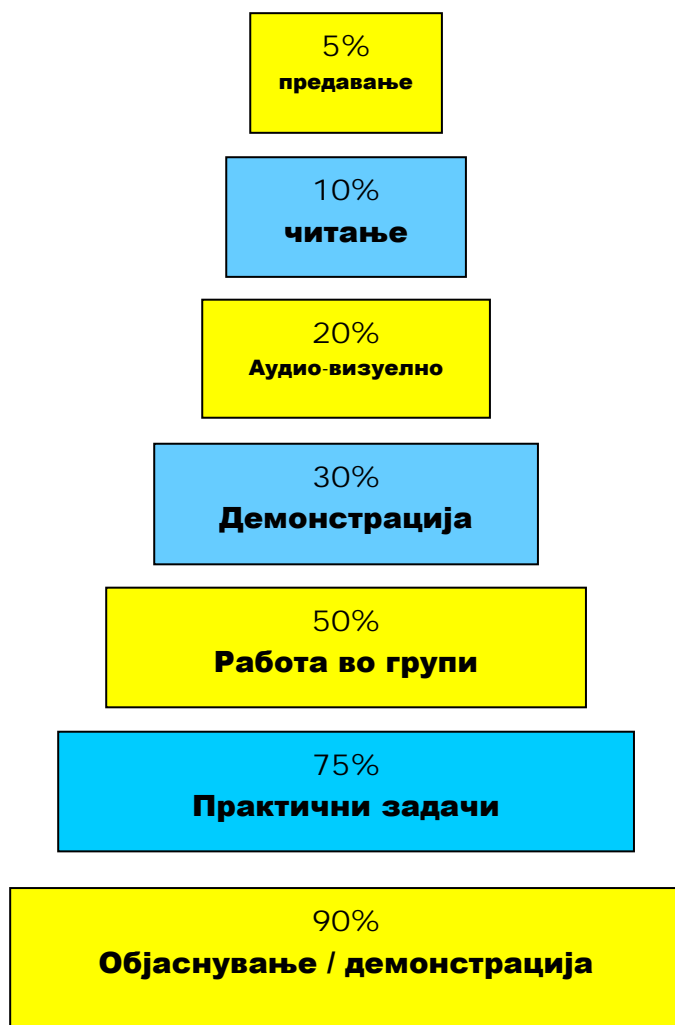 5%
предавање
10%
читање
20%
Аудио-визуелно
30%
Демонстрација
50%
Работа во групи
75%
Практични задачи
90%
Објаснување / демонстрација